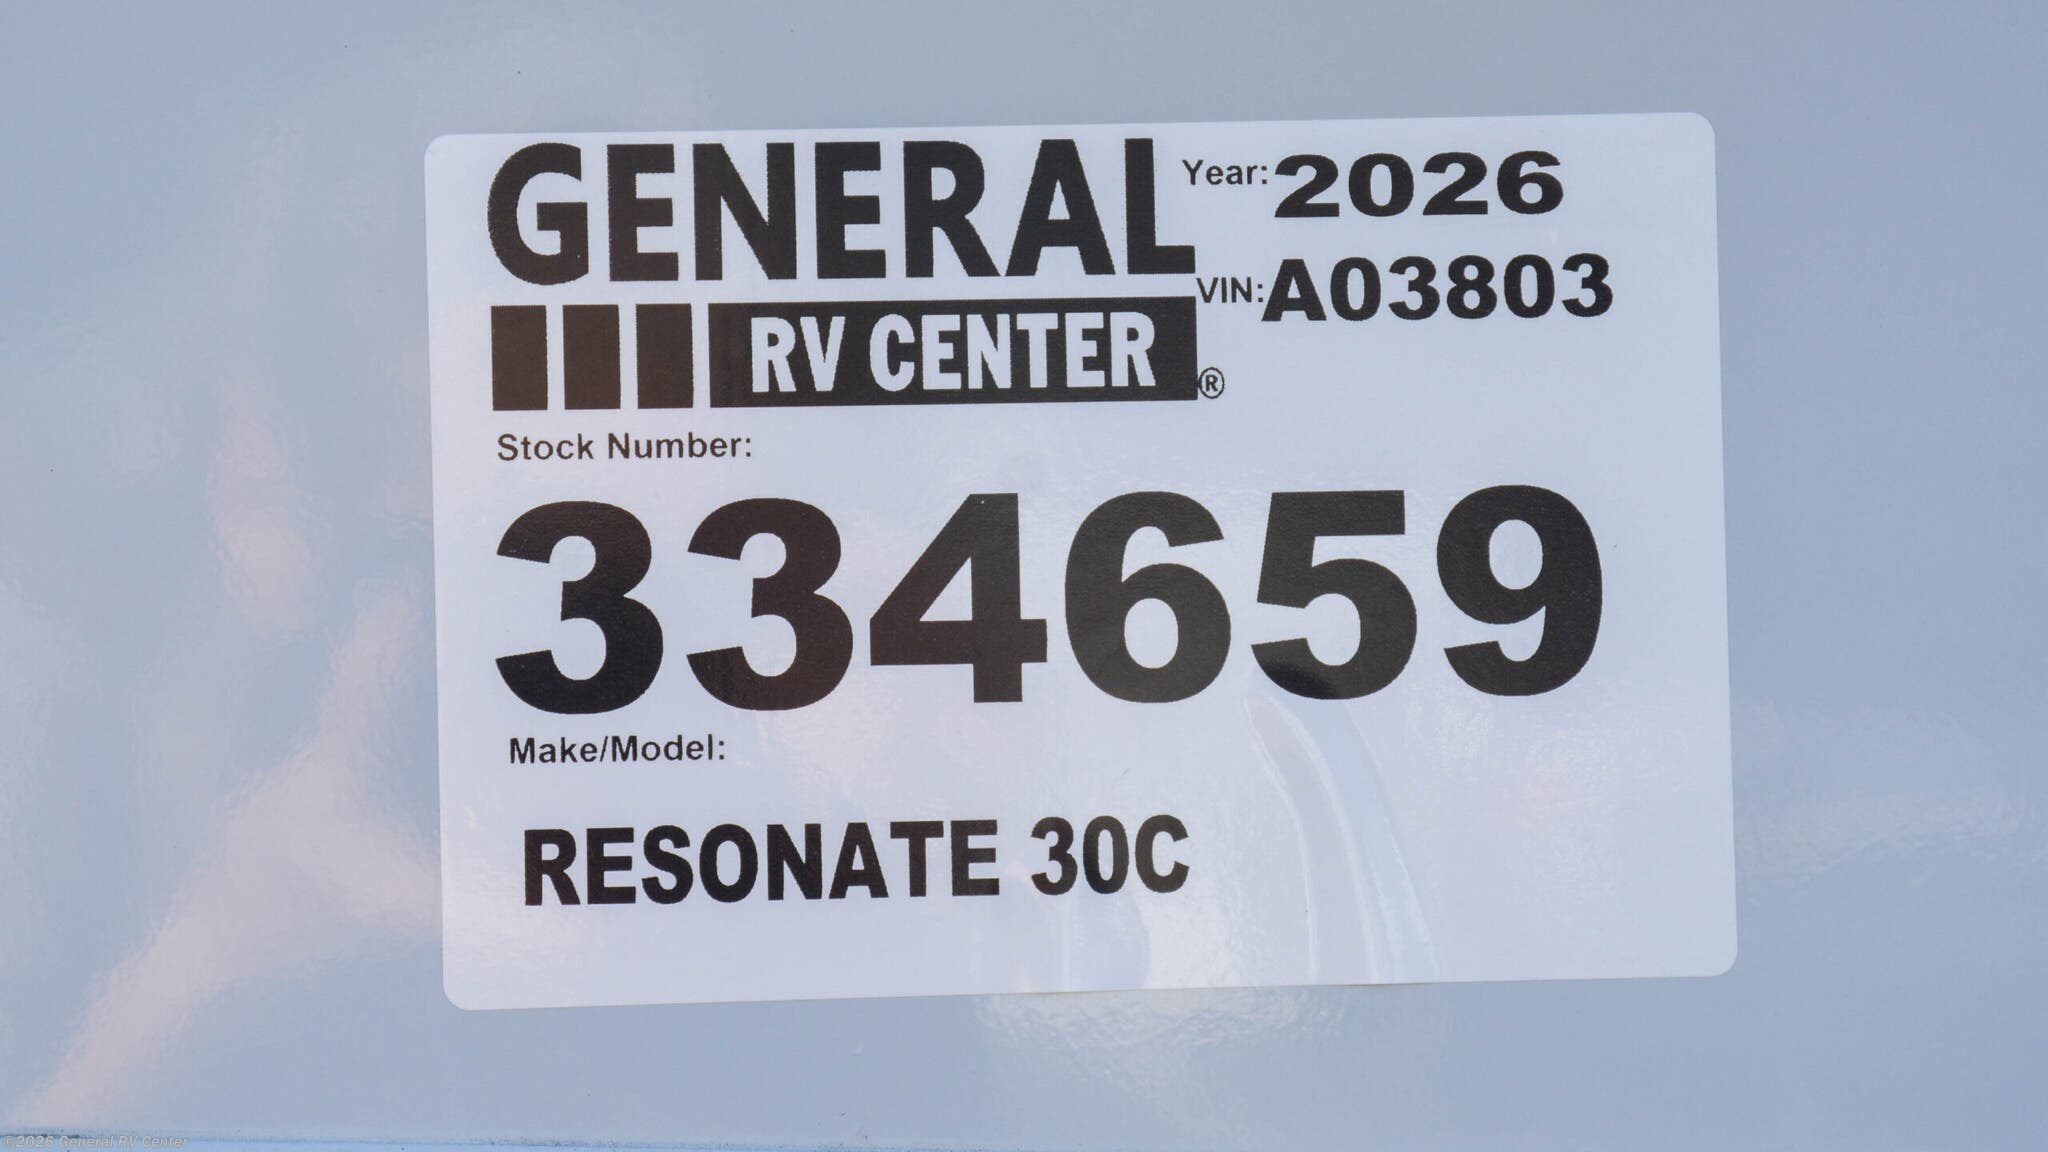 GENERAL
RV CENTER®
Year: 2026
VIN: A03803
Stock Number:
334659
Make/Model:
RESONATE 30C
©2026 General RV Center